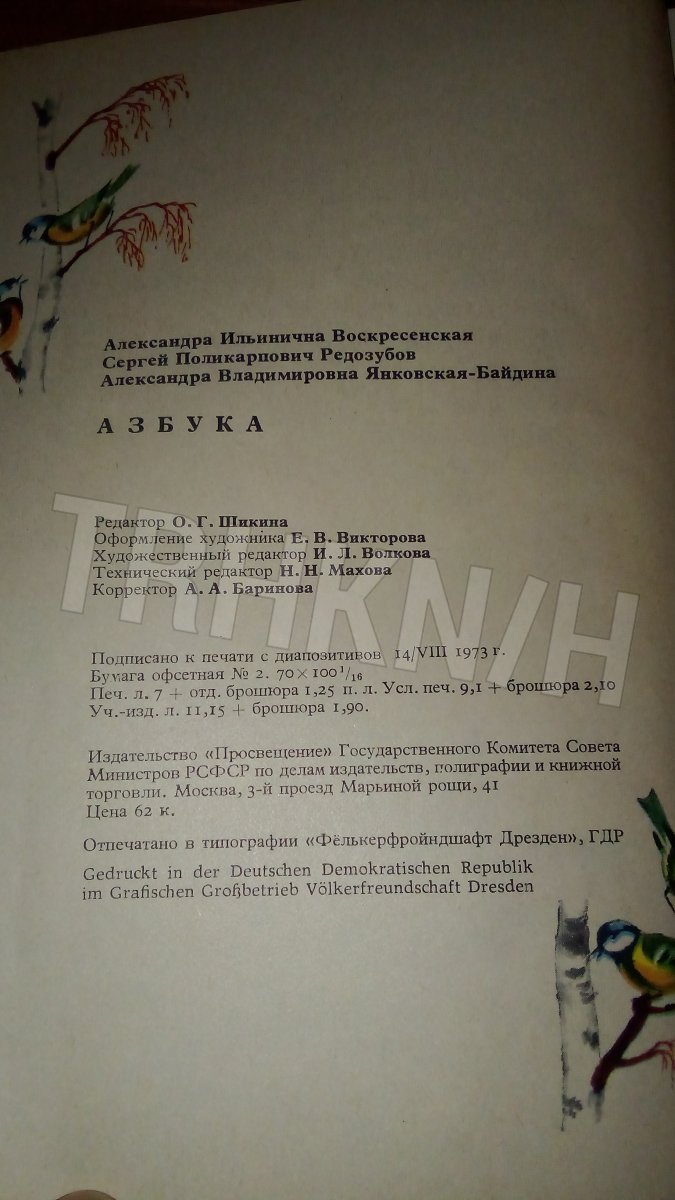 Александра Ильинична Воскресенская
Сергей Поликарпович Редозубов
Александра Владимировна Янковская-Байдина
АЗБУКА
Редактор О. Г. Шикина
Оформление художника Е. В. Викторова
Художественный редактор И. Л. Волкова
Технический редактор Н. Н. Махова
Корректор А. А. Баринова
TRHKN/H
Подписано к печати с диапозитивов 14/VIII 1973 г.
Бумага офсетная № 2. 70×100¹/₁₆
Печ. л. 7 + отд. брошюра 1,25 п. л. Усл. печ. 9,1 + брошюра 2,10
Уч.-изд. л. 11,15 + брошюра 1,90.
Издательство «Просвещение» Государственного Комитета Совета
Министров РСФСР по делам издательств, полиграфии и книжной
торговли. Москва, 3-й проезд Марьиной рощи, 41
Цена 62 к.
Отпечатано в типографии «Фёлькерфройндшафт Дрезден», ГДР
Gedruckt in der Deutschen Demokratischen Republik
im Grafischen Großbetrieb Völkerfreundschaft Dresden